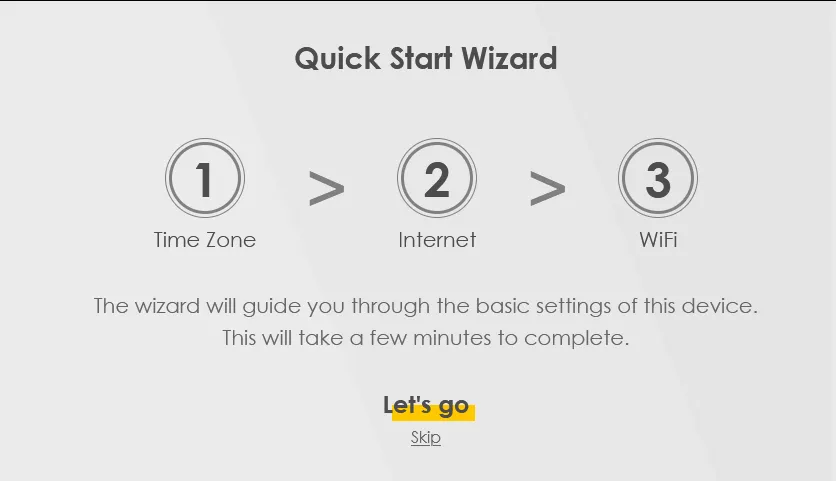 Quick Start Wizard
1 > 2 > 3
Time Zone Internet WiFi
The wizard will guide you through the basic settings of this device.
This will take a few minutes to complete.
Let's go
Skip